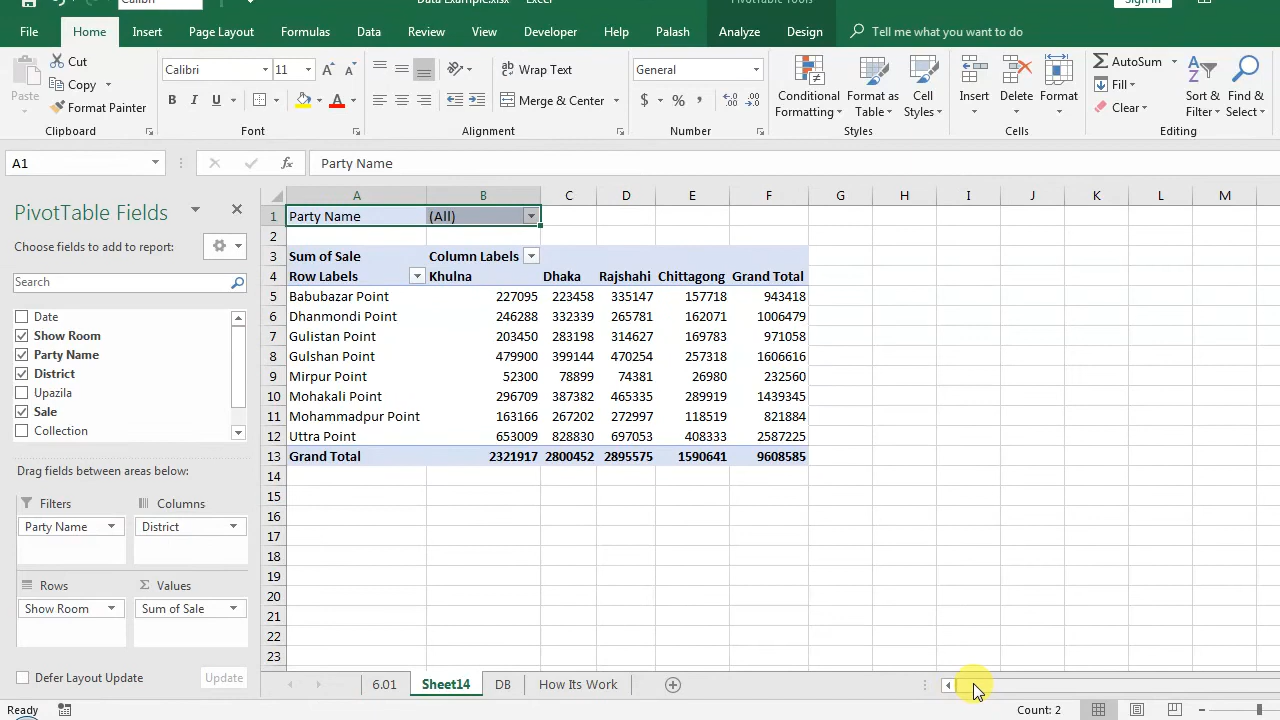 Calibri
Data Example.xlsx - Excel
PivotTable Tools
Sign in
File Home Insert Page Layout Formulas Data Review View Developer Help Palash Analyze Design Tell me what you want to do
Paste
Cut
Copy
Format Painter
Clipboard
Calibri 11
B I U
Font
Wrap Text
Merge & Center
Alignment
General
$ % ,
Number
Conditional Formatting
Format as Table
Cell Styles
Styles
Insert Delete Format
Cells
AutoSum
Fill
Clear
Sort & Filter
Find & Select
Editing
A1 fx Party Name
PivotTable Fields
Choose fields to add to report:
Search
Date
Show Room
Party Name
District
Upazila
Sale
Collection
Drag fields between areas below:
Filters Columns
Party Name District
Rows Σ Values
Show Room Sum of Sale
Defer Layout Update Update
A B C D E F G H I J K L M
1 Party Name (All)
2
3 Sum of Sale Column Labels
4 Row Labels Khulna Dhaka Rajshahi Chittagong Grand Total
5 Babubazar Point 227095 223458 335147 157718 943418
6 Dhanmondi Point 246288 332339 265781 162071 1006479
7 Gulistan Point 203450 283198 314627 169783 971058
8 Gulshan Point 479900 399144 470254 257318 1606616
9 Mirpur Point 52300 78899 74381 26980 232560
10 Mohakali Point 296709 387382 465335 289919 1439345
11 Mohammadpur Point 163166 267202 272997 118519 821884
12 Uttra Point 653009 828830 697053 408333 2587225
13 Grand Total 2321917 2800452 2895575 1590641 9608585
14
15
16
17
18
19
20
21
22
23
6.01 Sheet14 DB How Its Work
Ready Count: 2